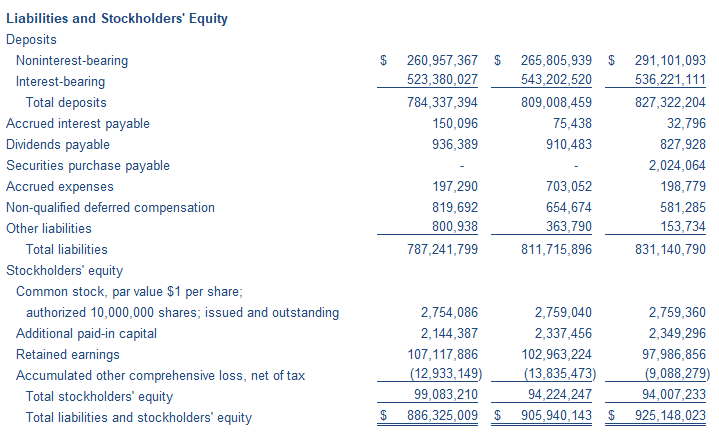 Liabilities and Stockholders' Equity
Deposits
Noninterest-bearing $ 260,957,367 $ 265,805,939 $ 291,101,093
Interest-bearing 523,380,027 543,202,520 536,221,111
Total deposits 784,337,394 809,008,459 827,322,204
Accrued interest payable 150,096 75,438 32,796
Dividends payable 936,389 910,483 827,928
Securities purchase payable - - 2,024,064
Accrued expenses 197,290 703,052 198,779
Non-qualified deferred compensation 819,692 654,674 581,285
Other liabilities 800,938 363,790 153,734
Total liabilities 787,241,799 811,715,896 831,140,790
Stockholders' equity
Common stock, par value $1 per share;
authorized 10,000,000 shares; issued and outstanding 2,754,086 2,759,040 2,759,360
Additional paid-in capital 2,144,387 2,337,456 2,349,296
Retained earnings 107,117,886 102,963,224 97,986,856
Accumulated other comprehensive loss, net of tax (12,933,149) (13,835,473) (9,088,279)
Total stockholders' equity 99,083,210 94,224,247 94,007,233
Total liabilities and stockholders' equity $ 886,325,009 $ 905,940,143 $ 925,148,023